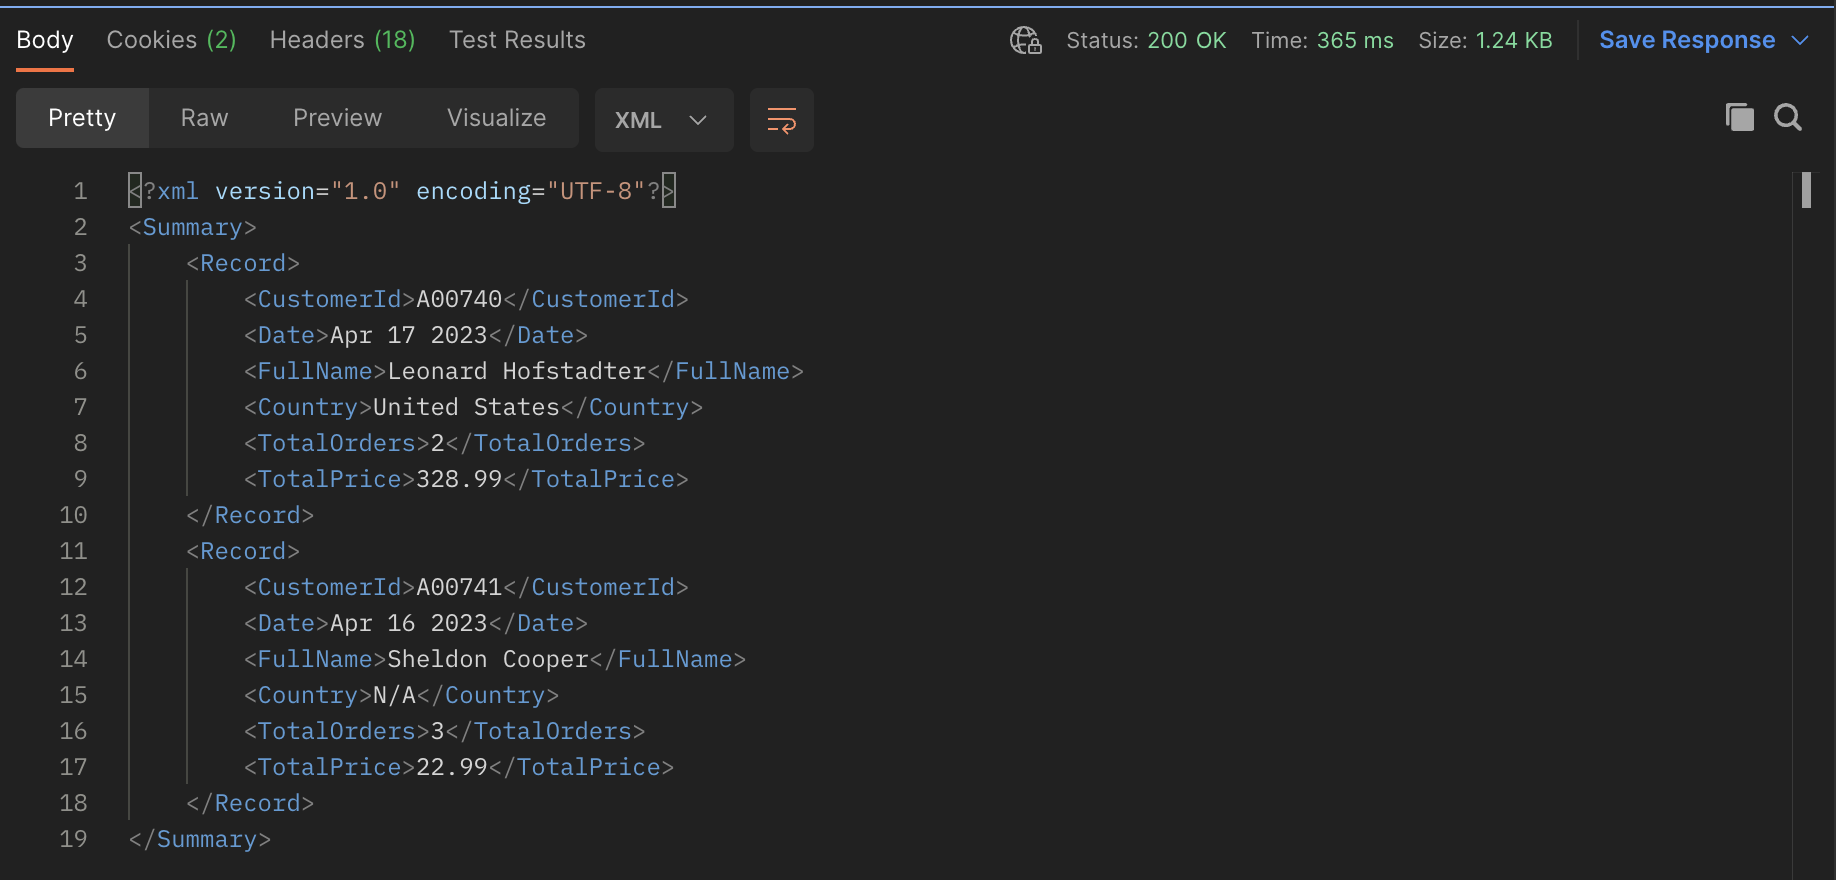 Body Cookies (2) Headers (18) Test Results Status: 200 OK Time: 365 ms Size: 1.24 KB Save Response
Pretty Raw Preview Visualize XML
1 <?xml version="1.0" encoding="UTF-8"?>
2 <Summary>
3 <Record>
4 <CustomerId>A00740</CustomerId>
5 <Date>Apr 17 2023</Date>
6 <FullName>Leonard Hofstadter</FullName>
7 <Country>United States</Country>
8 <TotalOrders>2</TotalOrders>
9 <TotalPrice>328.99</TotalPrice>
10 </Record>
11 <Record>
12 <CustomerId>A00741</CustomerId>
13 <Date>Apr 16 2023</Date>
14 <FullName>Sheldon Cooper</FullName>
15 <Country>N/A</Country>
16 <TotalOrders>3</TotalOrders>
17 <TotalPrice>22.99</TotalPrice>
18 </Record>
19 </Summary>